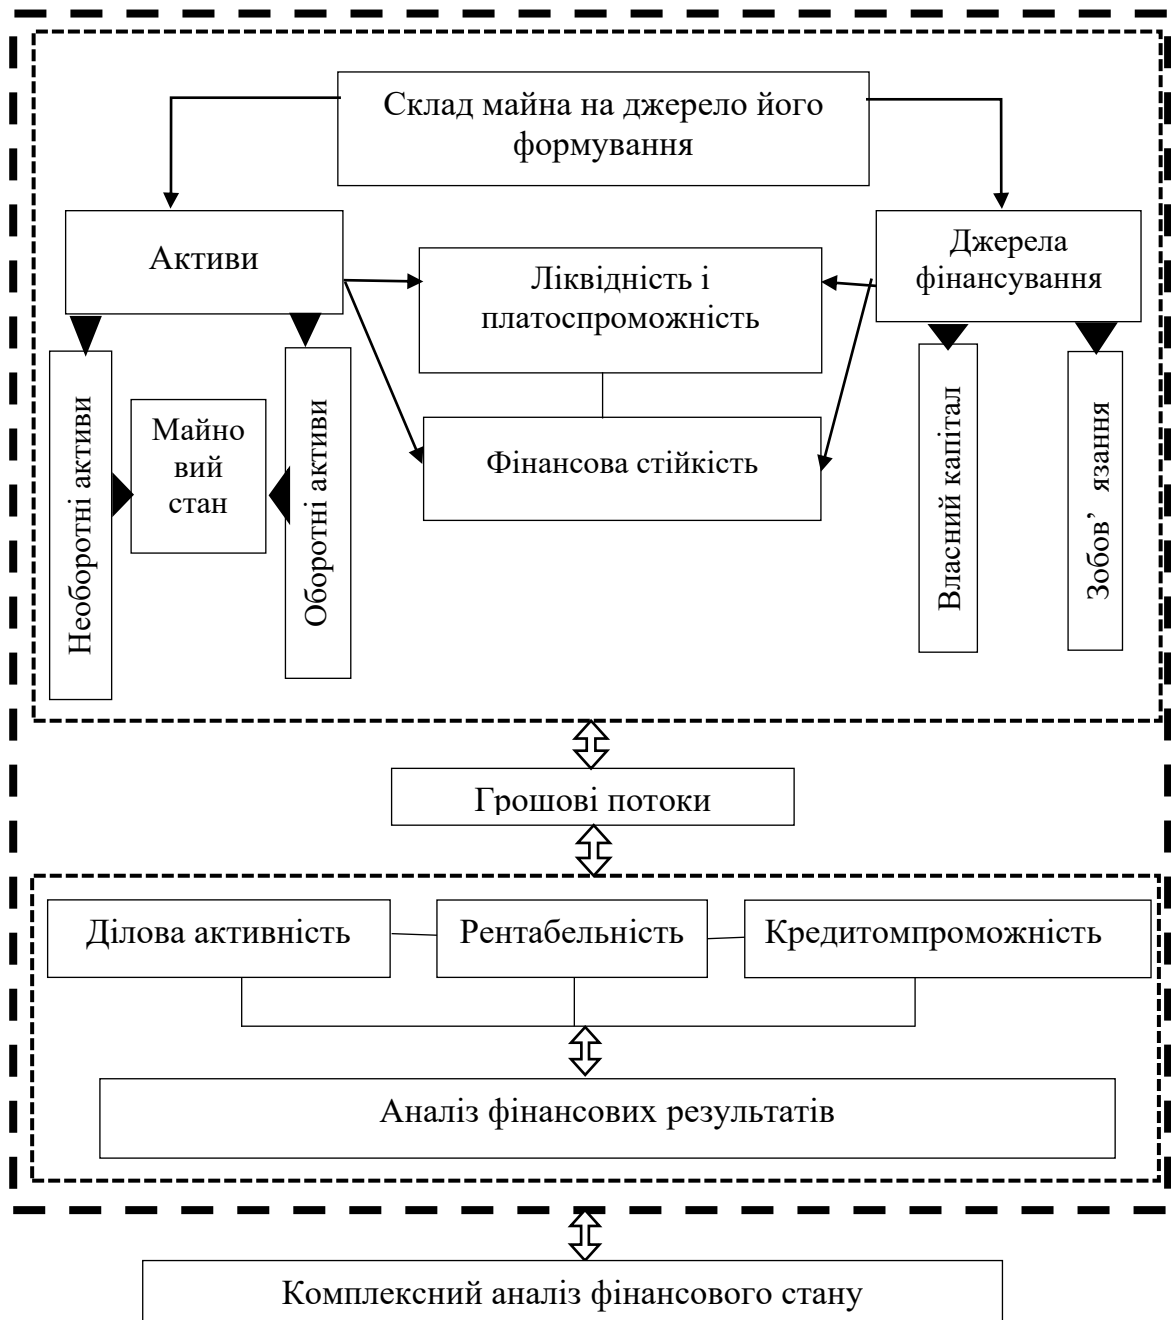 Склад майна на джерело його
формування
Активи
Джерела
фінансування
Ліквідність і
платоспроможність
Необоротні активи
Майно
вий
стан
Оборотні активи
Фінансова стійкість
Власний капітал
Зобов’ язання
Грошові потоки
Ділова активність
Рентабельність
Кредитомпроможність
Аналіз фінансових результатів
Комплексний аналіз фінансового стану